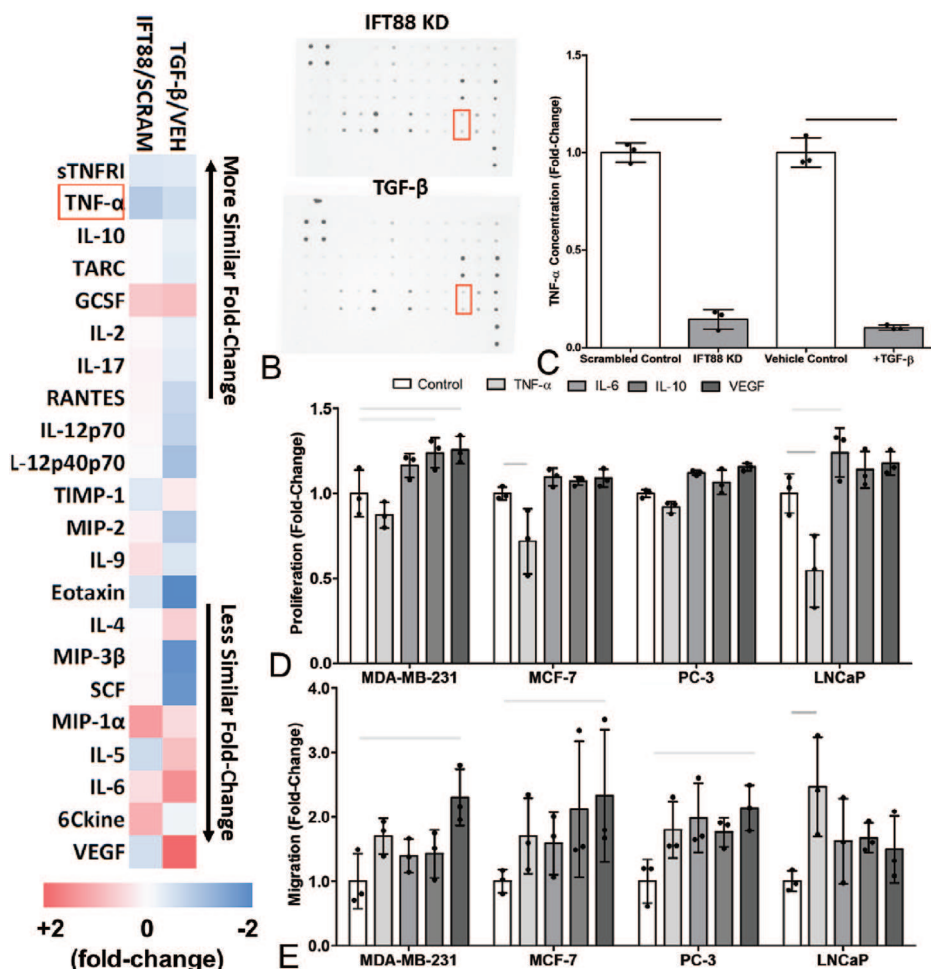 IFT88/SCRAM
TGF-β/VEH
sTNFRI
TNF-α
IL-10
TARC
GCSF
IL-2
IL-17
RANTES
IL-12p70
L-12p40p70
TIMP-1
MIP-2
IL-9
Eotaxin
IL-4
MIP-3β
SCF
MIP-1α
IL-5
IL-6
6Ckine
VEGF
More Similar Fold-Change
Less Similar Fold-Change
+2 0 -2
(fold-change)
IFT88 KD
TGF-β
B
TNF-α Concentration (Fold-Change)
1.5
1.0
0.5
0.0
Scrambled Control IFT88 KD Vehicle Control +TGF-β
C
Control TNF-α IL-6 IL-10 VEGF
Proliferation (Fold-Change)
1.5
1.0
0.5
1.0
MDA-MB-231 MCF-7 PC-3 LNCaP
D
Migration (Fold-Change)
4.0
3.0
2.0
1.0
0.0
MDA-MB-231 MCF-7 PC-3 LNCaP
E